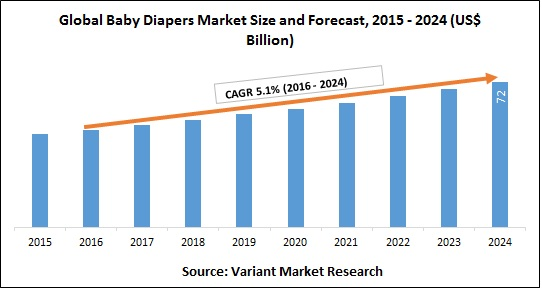 Global Baby Diapers Market Size and Forecast, 2015 - 2024 (US$
Billion)
CAGR 5.1% (2016 - 2024)
72
2015 2016 2017 2018 2019 2020 2021 2022 2023 2024
Source: Variant Market Research